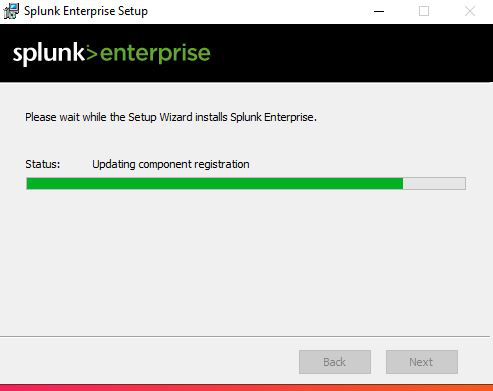 Splunk Enterprise Setup
splunk>enterprise
Please wait while the Setup Wizard installs Splunk Enterprise.
Status: Updating component registration
Back Next